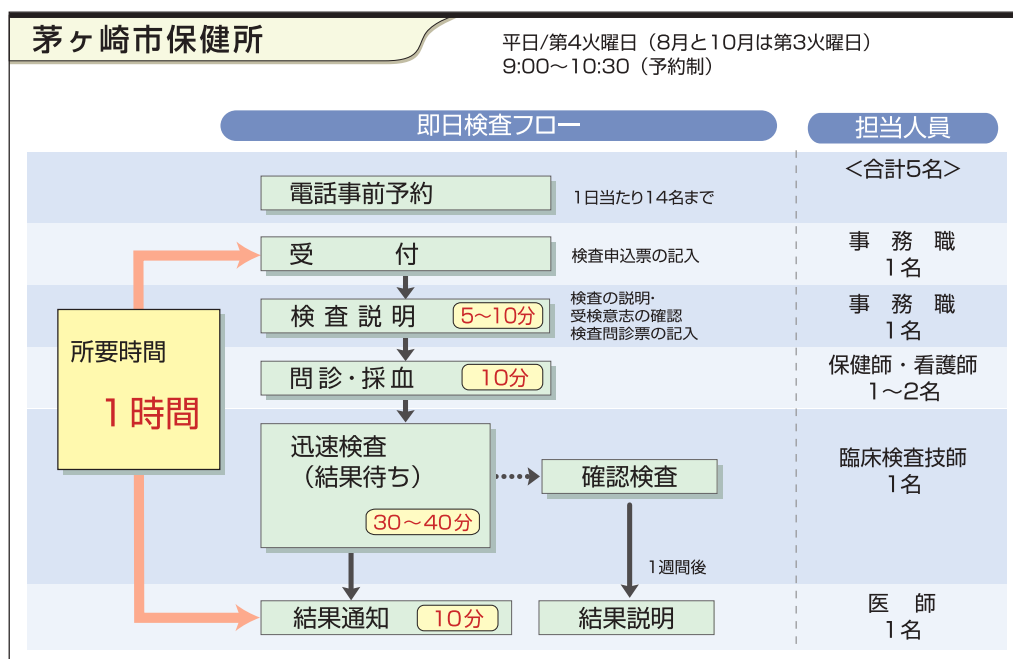 茅ヶ崎市保健所
平日/第4火曜日（8月と10月は第3火曜日）
9:00～10:30（予約制）
即日検査フロー
担当人員
＜合計5名＞
電話事前予約
1日当たり14名まで
受　付
検査申込票の記入
事　務　職
1名
検査説明
5～10分
検査の説明・
受検意志の確認
検査問診票の記入
事　務　職
1名
所要時間
1時間
問診・採血
10分
保健師・看護師
1～2名
迅速検査
（結果待ち）
30～40分
確認検査
臨床検査技師
1名
1週間後
結果通知
10分
結果説明
医　師
1名